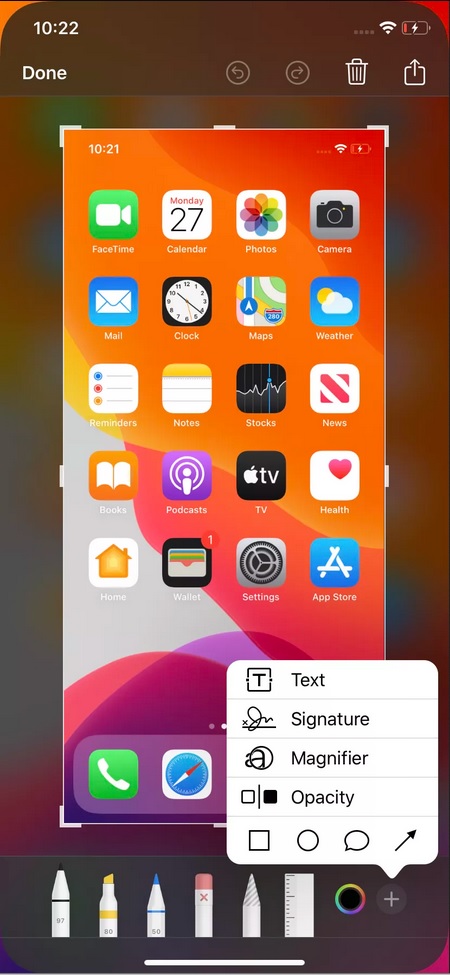 10:22
Done
10:21
Monday
27
FaceTime Calendar Photos Camera
280
Mail Clock Maps Weather
Reminders Notes Stocks News
tv
Books Podcasts TV Health
1
Home Wallet Settings App Store
T Text
Signature
a Magnifier
Opacity
97 80 50